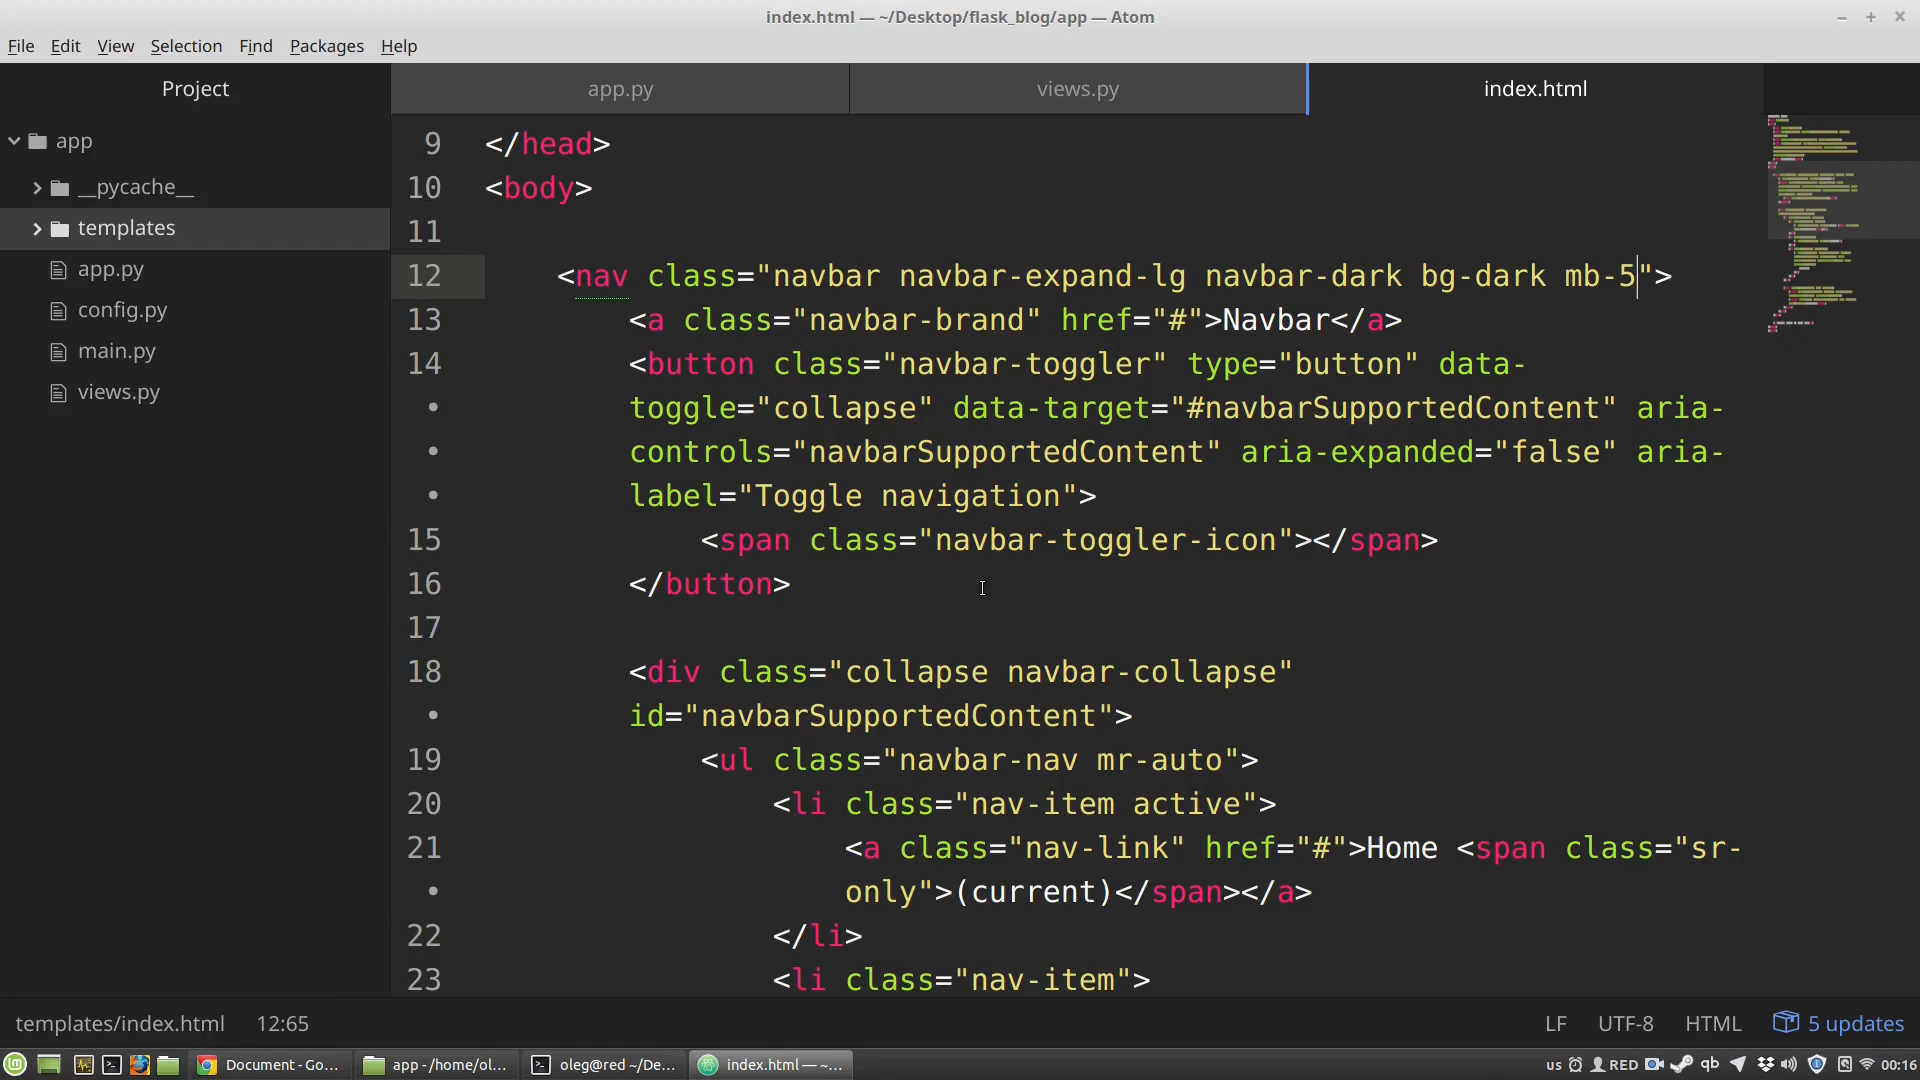 index.html — ~/Desktop/flask_blog/app — Atom
File Edit View Selection Find Packages Help
Project
app
__pycache__
templates
app.py
config.py
main.py
views.py
app.py views.py index.html
9 </head>
10 <body>
11
12 <nav class="navbar navbar-expand-lg navbar-dark bg-dark mb-5">
13 <a class="navbar-brand" href="#">Navbar</a>
14 <button class="navbar-toggler" type="button" data-
• toggle="collapse" data-target="#navbarSupportedContent" aria-
• controls="navbarSupportedContent" aria-expanded="false" aria-
• label="Toggle navigation">
15 <span class="navbar-toggler-icon"></span>
16 </button>
17
18 <div class="collapse navbar-collapse"
• id="navbarSupportedContent">
19 <ul class="navbar-nav mr-auto">
20 <li class="nav-item active">
21 <a class="nav-link" href="#">Home <span class="sr-
• only">(current)</span></a>
22 </li>
23 <li class="nav-item">
templates/index.html 12:65 LF UTF-8 HTML 5 updates
Document - Go... app - /home/ol... oleg@red ~/De... index.html — ~... us RED qb 00:16